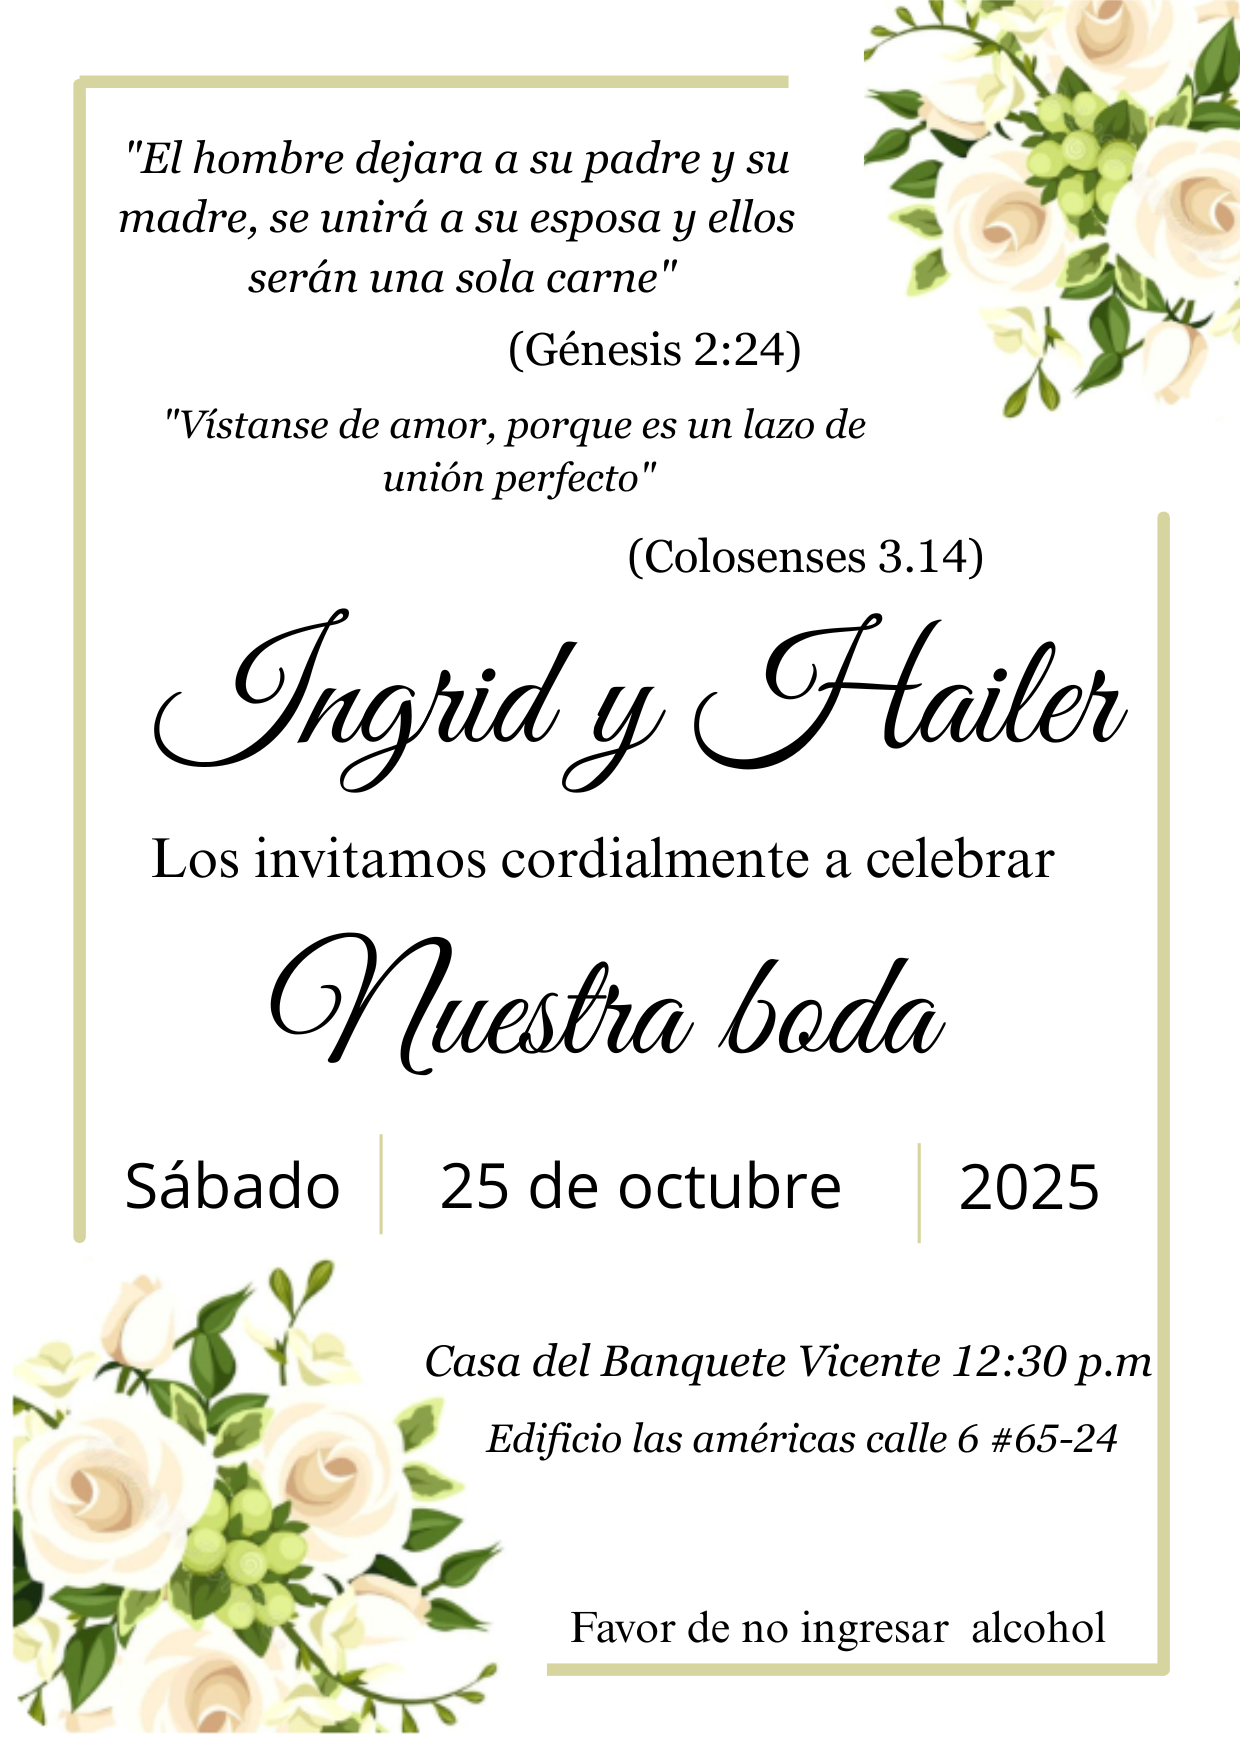 "El hombre dejara a su padre y su
madre, se unirá a su esposa y ellos
serán una sola carne"
(Génesis 2:24)
"Vístanse de amor, porque es un lazo de
unión perfecto"
(Colosenses 3.14)
Ingrid y Hailer
Los invitamos cordialmente a celebrar
Nuestra boda
Sábado 25 de octubre 2025
Casa del Banquete Vicente 12:30 p.m
Edificio las américas calle 6 #65-24
Favor de no ingresar  alcohol